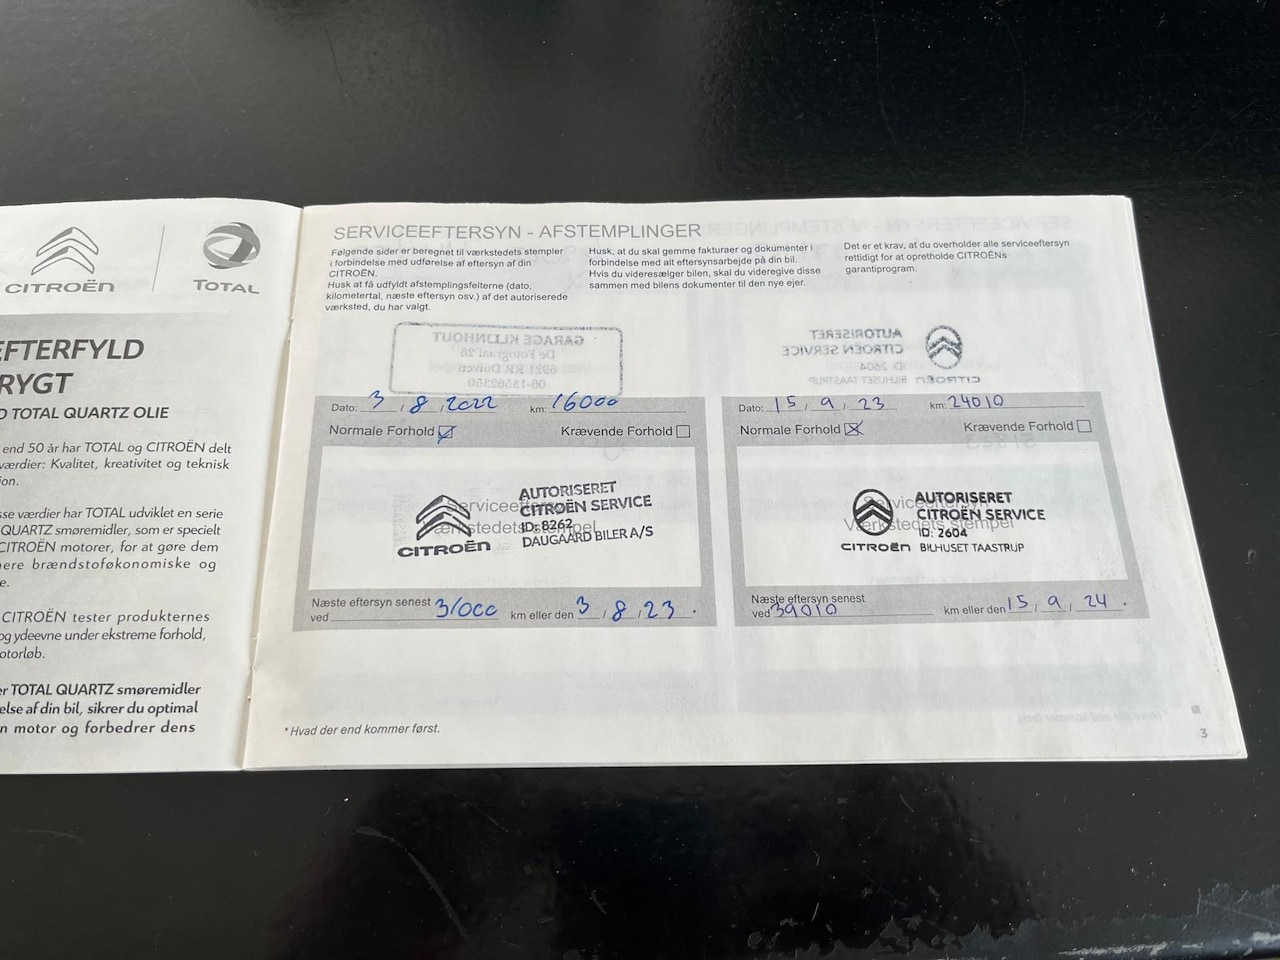 CITROËN
TOTAL
EFTERFYLD
RYGT
D TOTAL QUARTZ OLIE
end 50 år har TOTAL og CITROËN delt
værdier: Kvalitet, kreativitet og teknisk
ion.
sse værdier har TOTAL udviklet en serie
QUARTZ smøremidler, som er specielt
CITROËN motorer, for at gøre dem
nere brændstoføkonomiske og
e.
CITROËN tester produkternes
og ydeevne under ekstreme forhold,
otorløb.
er TOTAL QUARTZ smøremidler
else af din bil, sikrer du optimal
n motor og forbedrer dens
SERVICEEFTERSYN - AFSTEMPLINGER
Følgende sider er beregnet til værkstedets stempler
i forbindelse med udførelse af eftersyn af din
CITROËN.
Husk at få udfyldt afstemplingsfelterne (dato,
kilometertal, næste eftersyn osv.) af det autoriserede
værksted, du har valgt.
Husk, at du skal gemme fakturaer og dokumenter i
forbindelse med alt eftersynsarbejde på din bil.
Hvis du videresælger bilen, skal du videregive disse
sammen med bilens dokumenter til den nye ejer.
Det er et krav, at du overholder alle serviceeftersyn
rettidigt for at opretholde CITROËNs
garantiprogram.
Dato: 3 / 8 / 2022 km: 16000
Normale Forhold Krævende Forhold
Serviceeftersyn
Værkstedets stempel
CITROËN
AUTORISERET
CITROËN SERVICE
ID: 8262
DAUGAARD BILER A/S
Næste eftersyn senest
ved 31000 km eller den 3 / 8 / 23 .
Dato: 15 / 9 / 23 km: 24010
Normale Forhold Krævende Forhold
Serviceeftersyn
Værkstedets stempel
CITROËN
AUTORISERET
CITROËN SERVICE
ID: 2604
BILHUSET TAASTRUP
Næste eftersyn senest
ved 39010 km eller den 15 / 9 / 24 .
* Hvad der end kommer først.
3